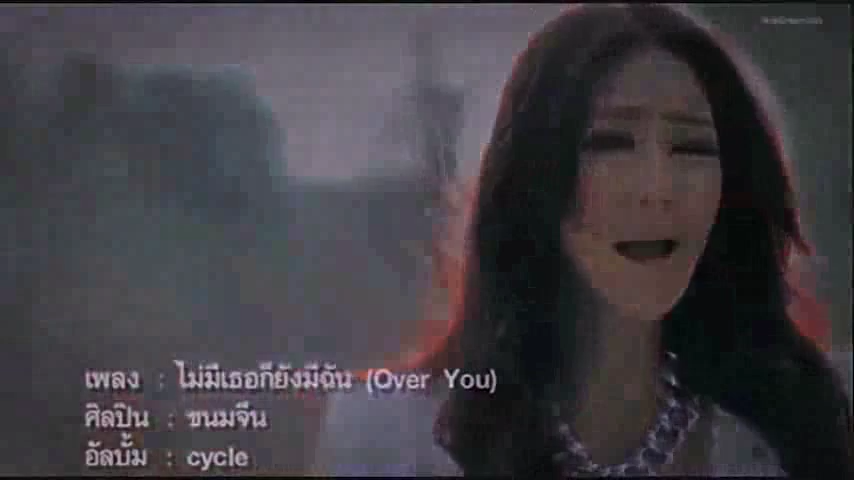 เพลง : ไม่มีเธอก็ยังมีฉัน (Over You)
ศิลปิน : ขนมจีน
อัลบั้ม : cycle